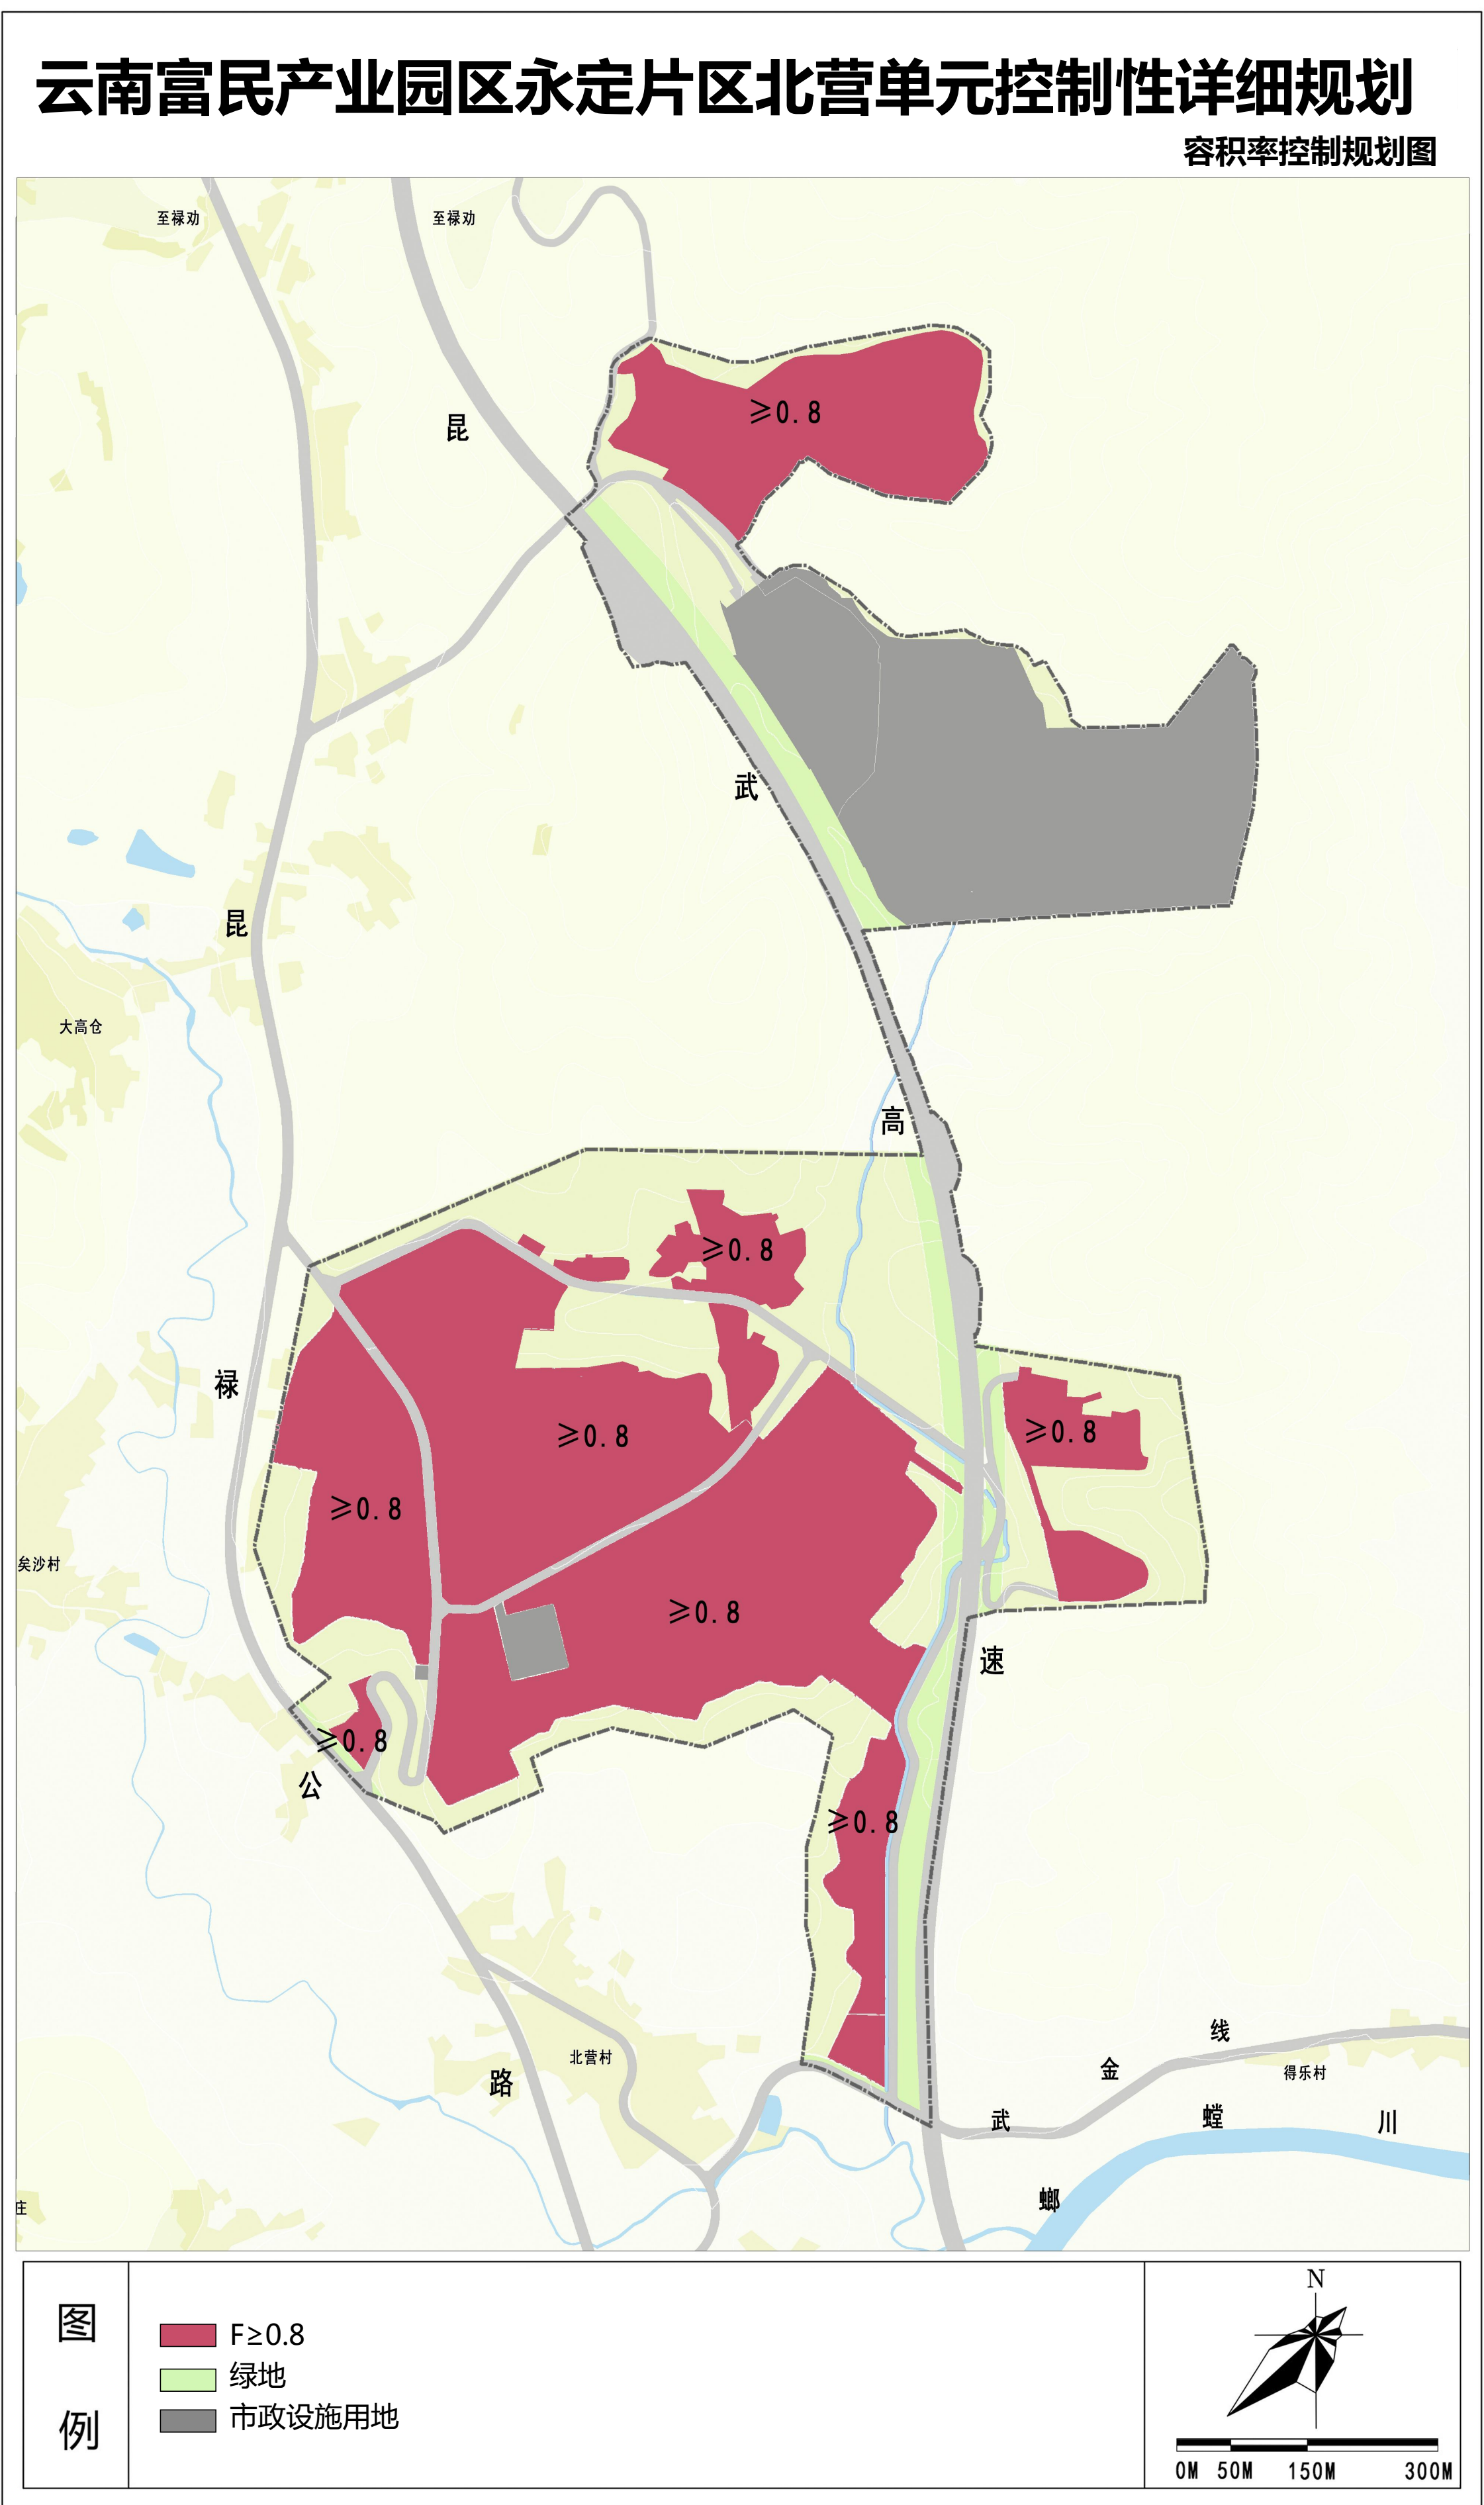 云南富民产业园区永定片区北营单元控制性详细规划
容积率控制规划图
至禄劝
至禄劝
昆
≥0.8
武
昆
大高仓
高
≥0.8
禄
≥0.8
≥0.8
≥0.8
矣沙村
≥0.8
速
≥0.8
公
≥0.8
线
北营村
金
得乐村
路
武
螳
川
螂
庄
图
例
F≥0.8
绿地
市政设施用地
N
0M 50M 150M 300M